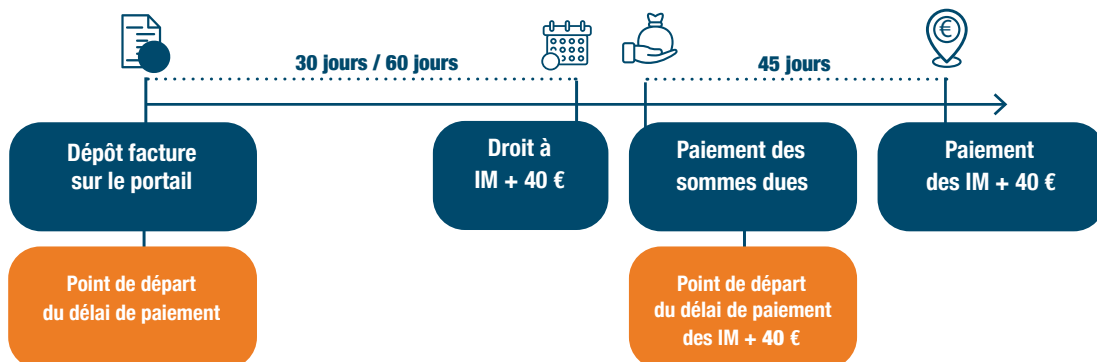 30 jours / 60 jours
45 jours
€
Dépôt facture
sur le portail
Droit à
IM + 40 €
Paiement des
sommes dues
Paiement
des IM + 40 €
Point de départ
du délai de paiement
Point de départ
du délai de paiement
des IM + 40 €